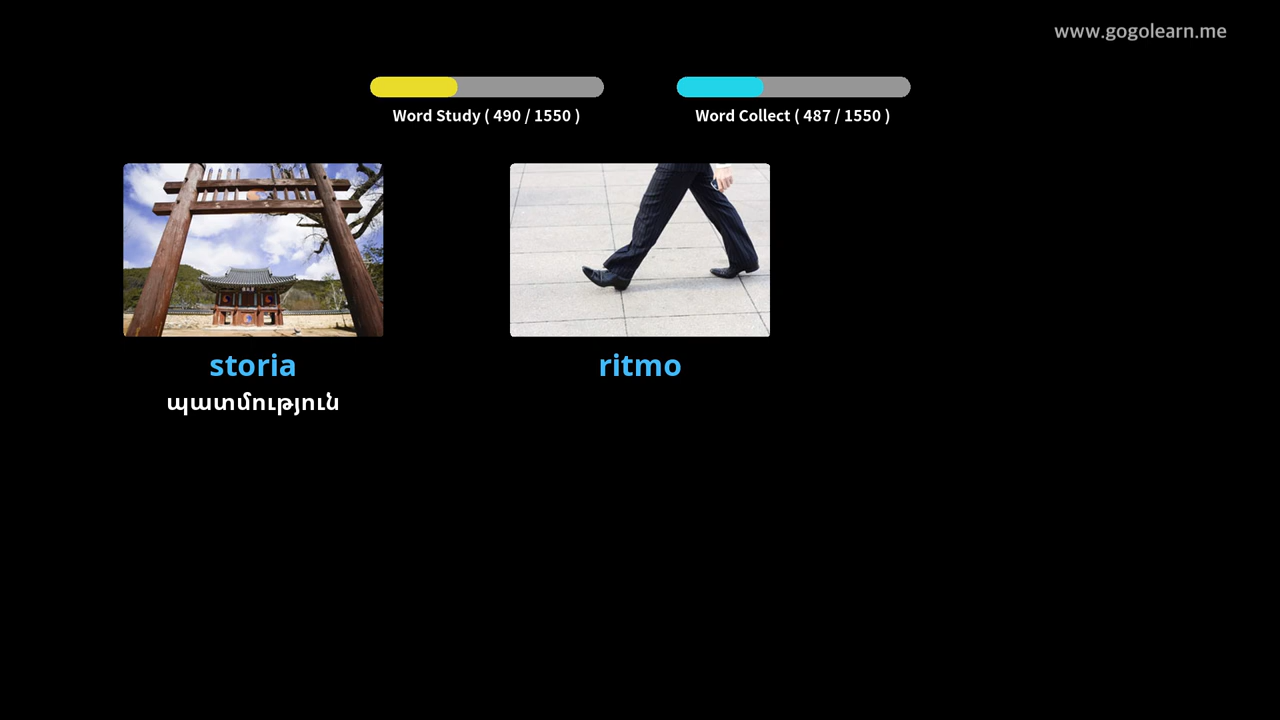 www.gogolearn.me
Word Study ( 490 / 1550 )
Word Collect ( 487 / 1550 )
storia
ritmo
պատմություն